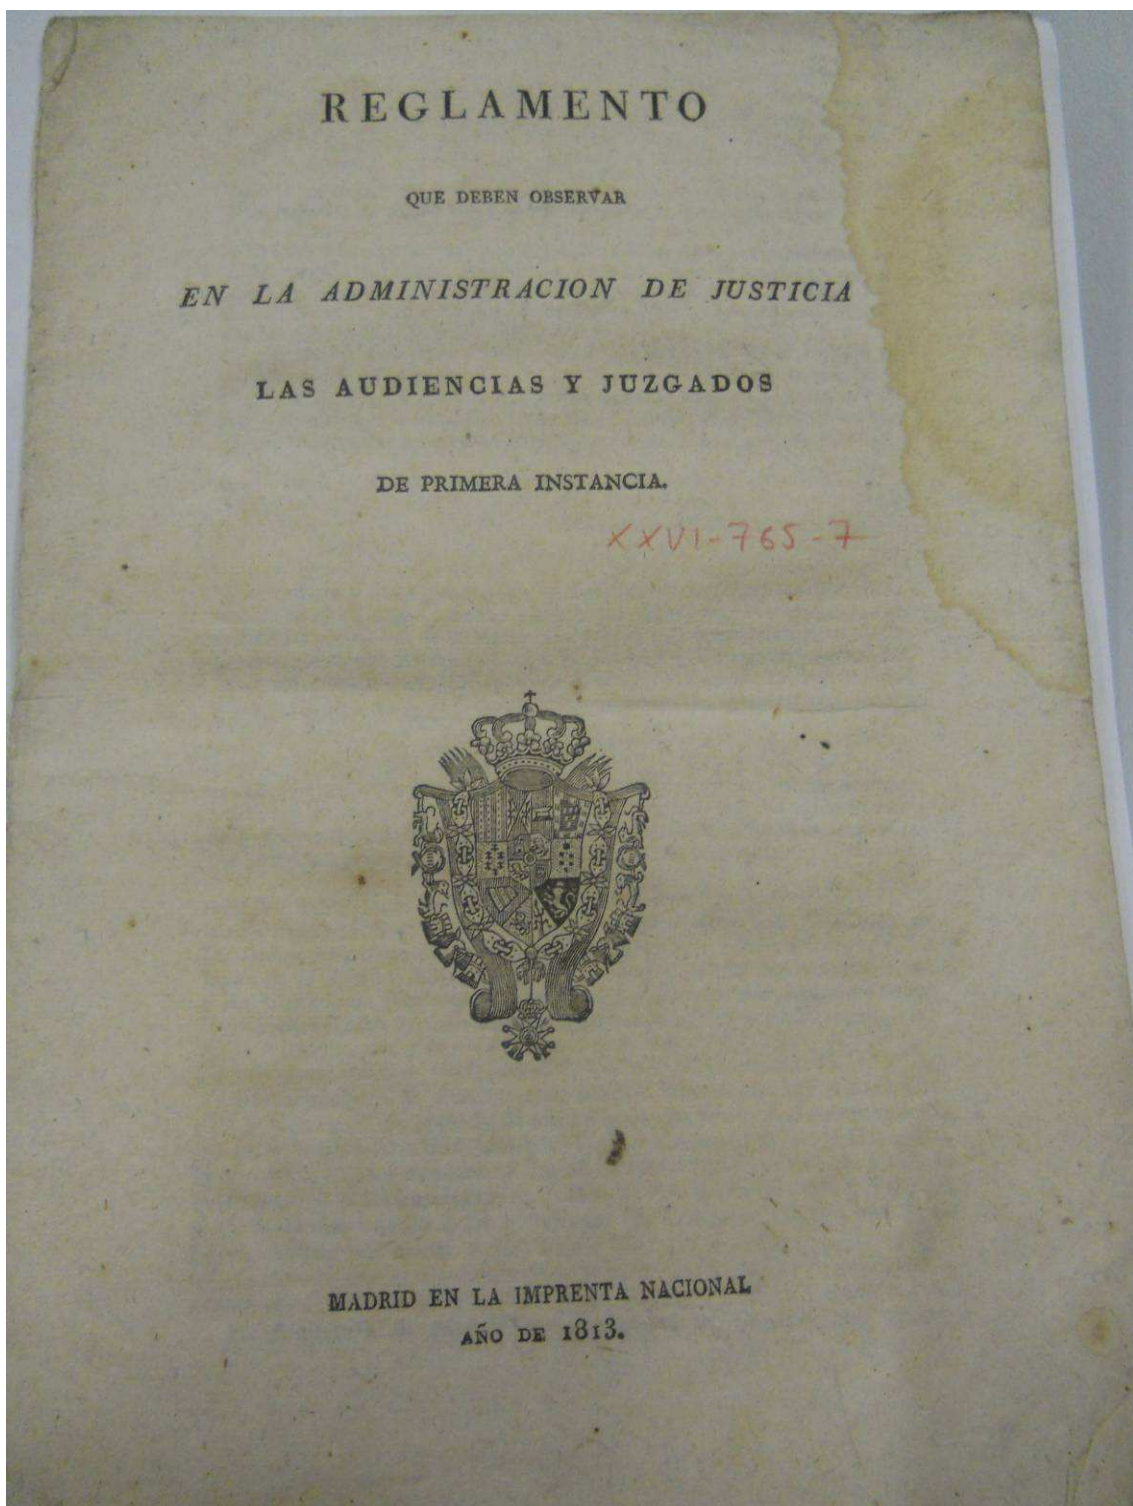 REGLAMENTO
QUE DEBEN OBSERVAR
EN LA ADMINISTRACION DE JUSTICIA
LAS AUDIENCIAS Y JUZGADOS
DE PRIMERA INSTANCIA.
XXVI-765-7
MADRID EN LA IMPRENTA NACIONAL
AÑO DE 1813.